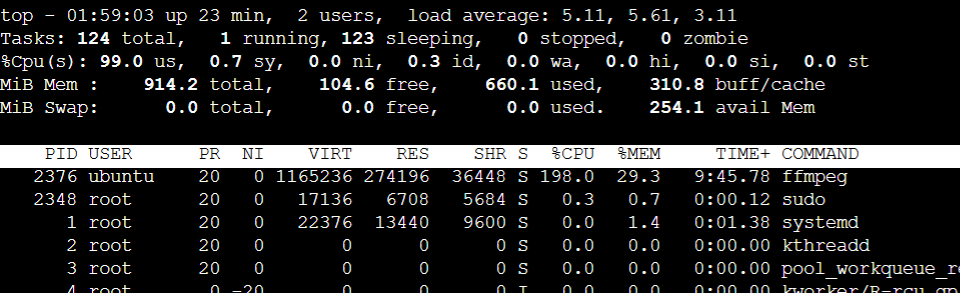 top - 01:59:03 up 23 min,  2 users,  load average: 5.11, 5.61, 3.11
Tasks: 124 total,   1 running, 123 sleeping,   0 stopped,   0 zombie
%Cpu(s): 99.0 us,  0.7 sy,  0.0 ni,  0.3 id,  0.0 wa,  0.0 hi,  0.0 si,  0.0 st
MiB Mem :    914.2 total,    104.6 free,    660.1 used,    310.8 buff/cache
MiB Swap:      0.0 total,      0.0 free,      0.0 used.    254.1 avail Mem
PID USER      PR  NI    VIRT    RES    SHR S  %CPU  %MEM     TIME+ COMMAND
2376 ubuntu    20   0 1165236 274196  36448 S 198.0  29.3   9:45.78 ffmpeg
2348 root      20   0   17136   6708   5684 S   0.3   0.7   0:00.12 sudo
1 root      20   0   22376  13440   9600 S   0.0   1.4   0:01.38 systemd
2 root      20   0       0      0      0 S   0.0   0.0   0:00.00 kthreadd
3 root      20   0       0      0      0 S   0.0   0.0   0:00.00 pool_workqueue_re
4 root       0 -20       0      0      0 I   0.0   0.0   0:00.00 kworker/R-rcu_gp